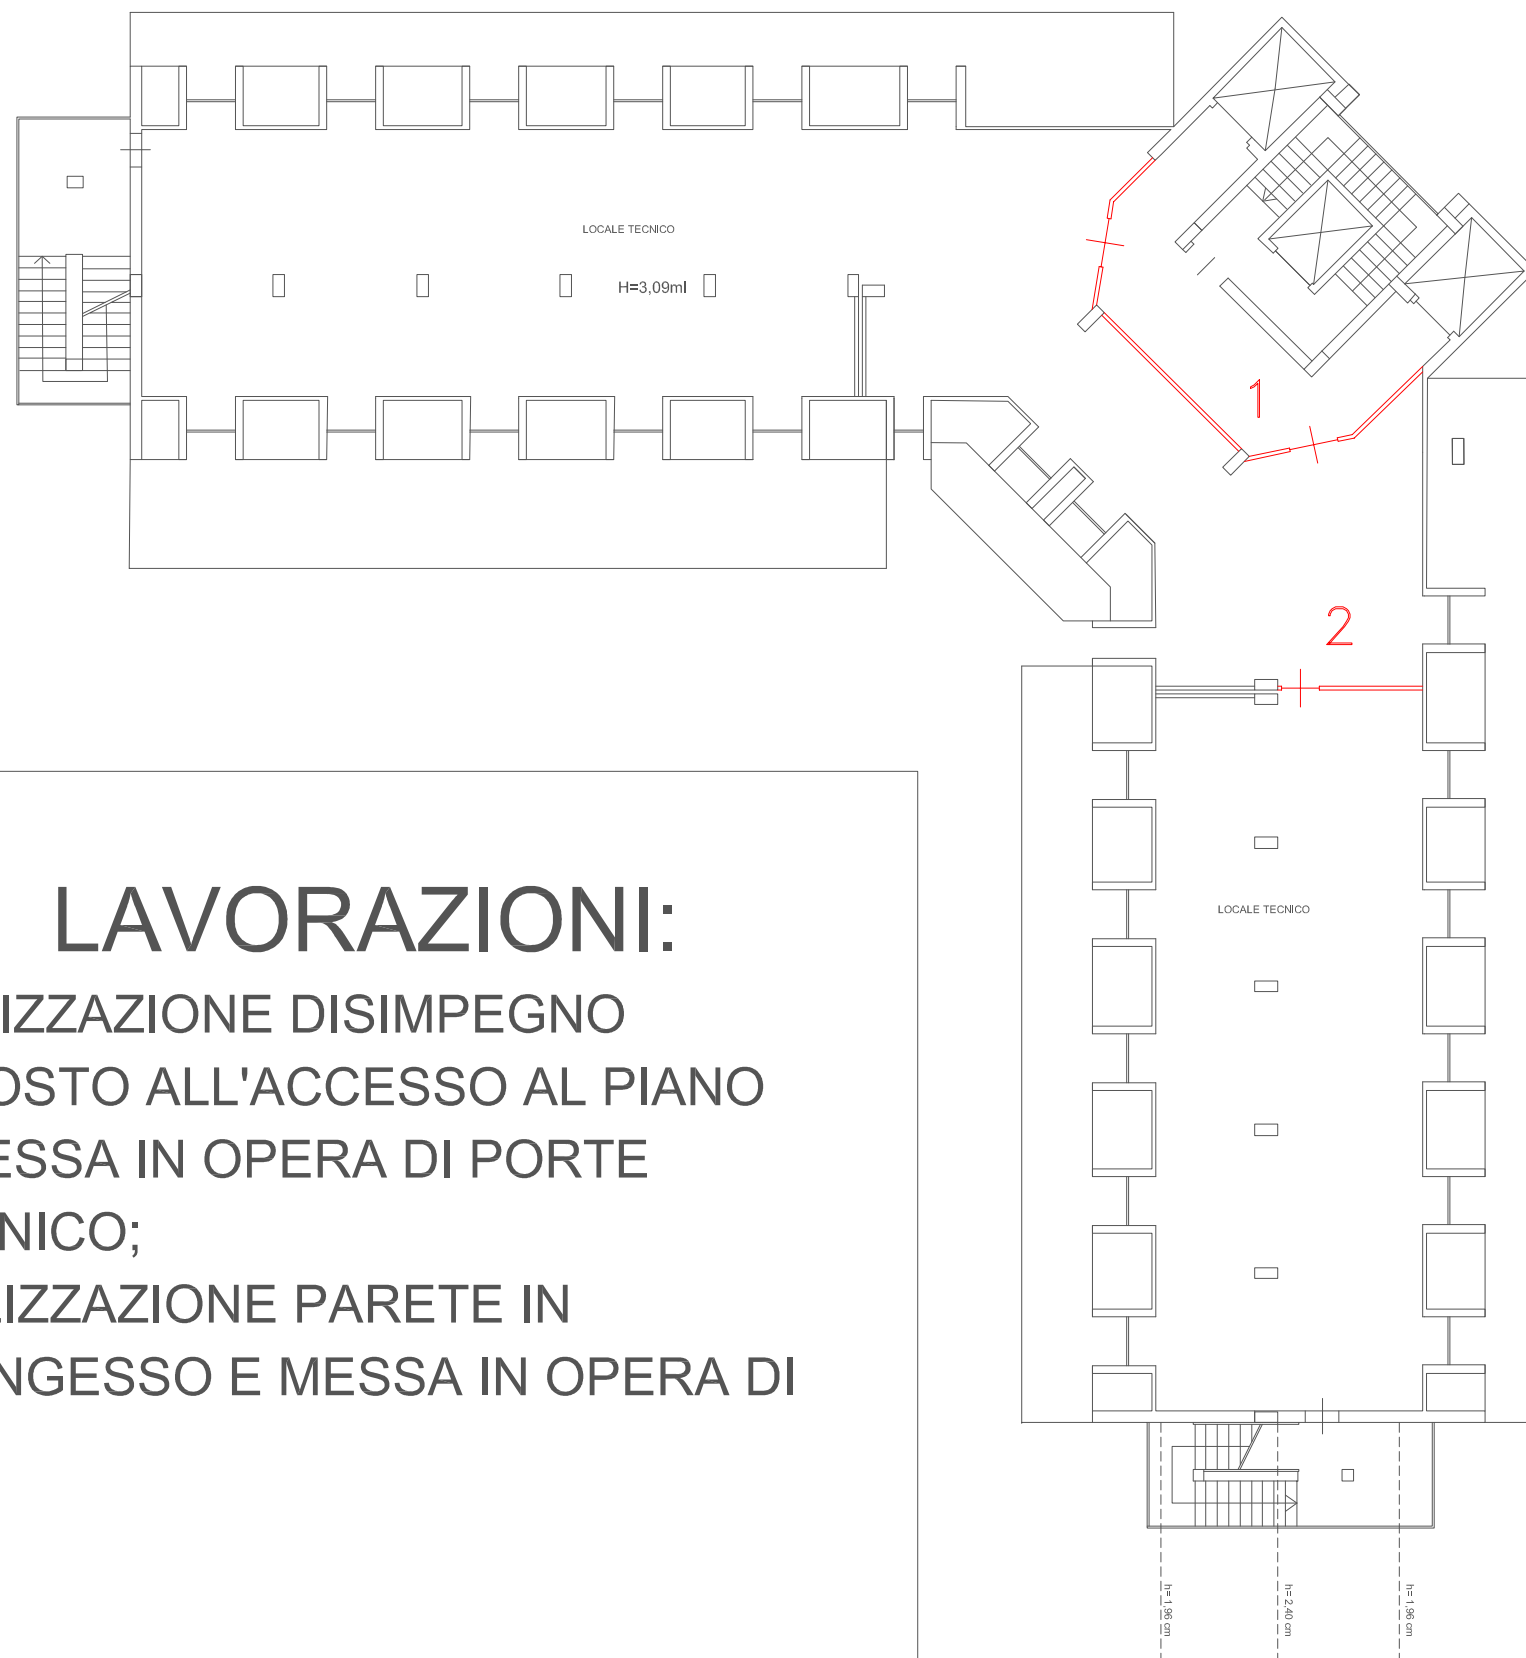 LOCALE TECNICO
H=3,09ml
1
2
LOCALE TECNICO
LAVORAZIONI:
IZZAZIONE DISIMPEGNO
OSTO ALL'ACCESSO AL PIANO
ESSA IN OPERA DI PORTE
NICO;
IZZAZIONE PARETE IN
NGESSO E MESSA IN OPERA DI
h= 1,96 cm
h= 2,40 cm
h= 1,96 cm